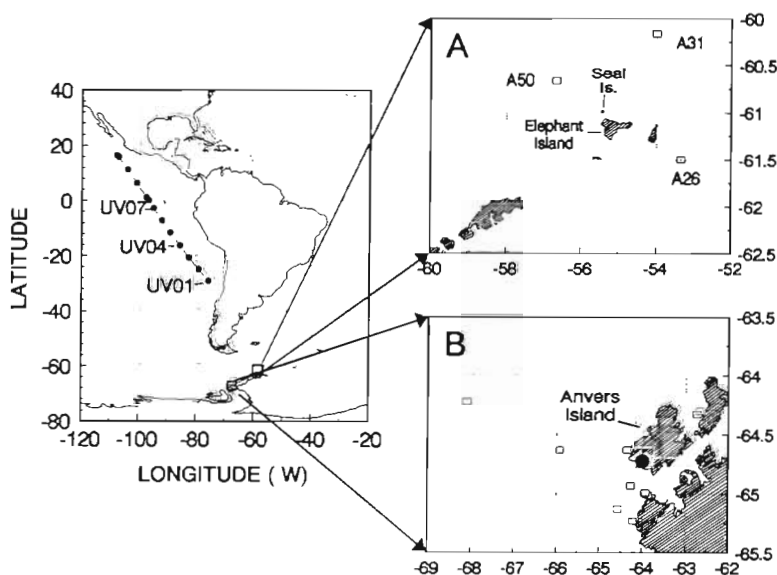 A
A31
A50
Seal
Is.
Elephant
Island
A26
-60
-60.5
-61
-61.5
-62
-62.5
-60
-58
-56
-54
-52
LATITUDE
40
20
0
-20
-40
-60
-80
UV07
UV04
UV01
-120
-100
-80
-60
-40
-20
LONGITUDE ( W)
B
Anvers
Island
-63.5
-64
-64.5
-65
-65.5
-69
-68
-67
-66
-65
-64
-63
-62